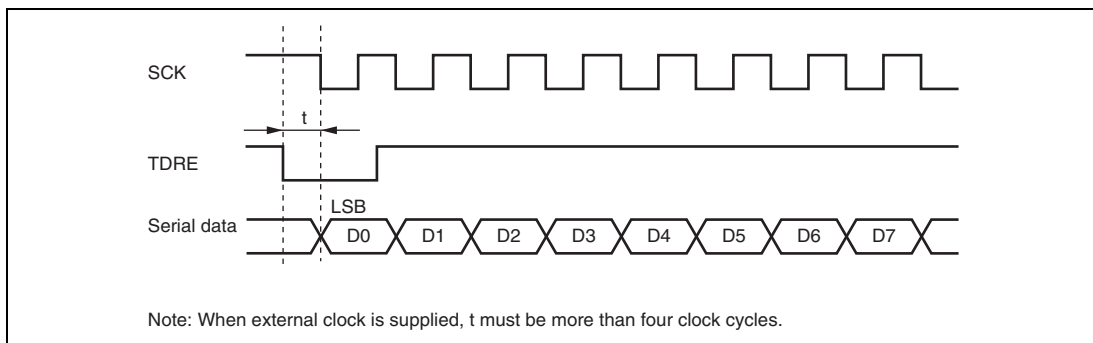 SCK
t
TDRE
LSB
Serial data
D0 D1 D2 D3 D4 D5 D6 D7
Note: When external clock is supplied, t must be more than four clock cycles.